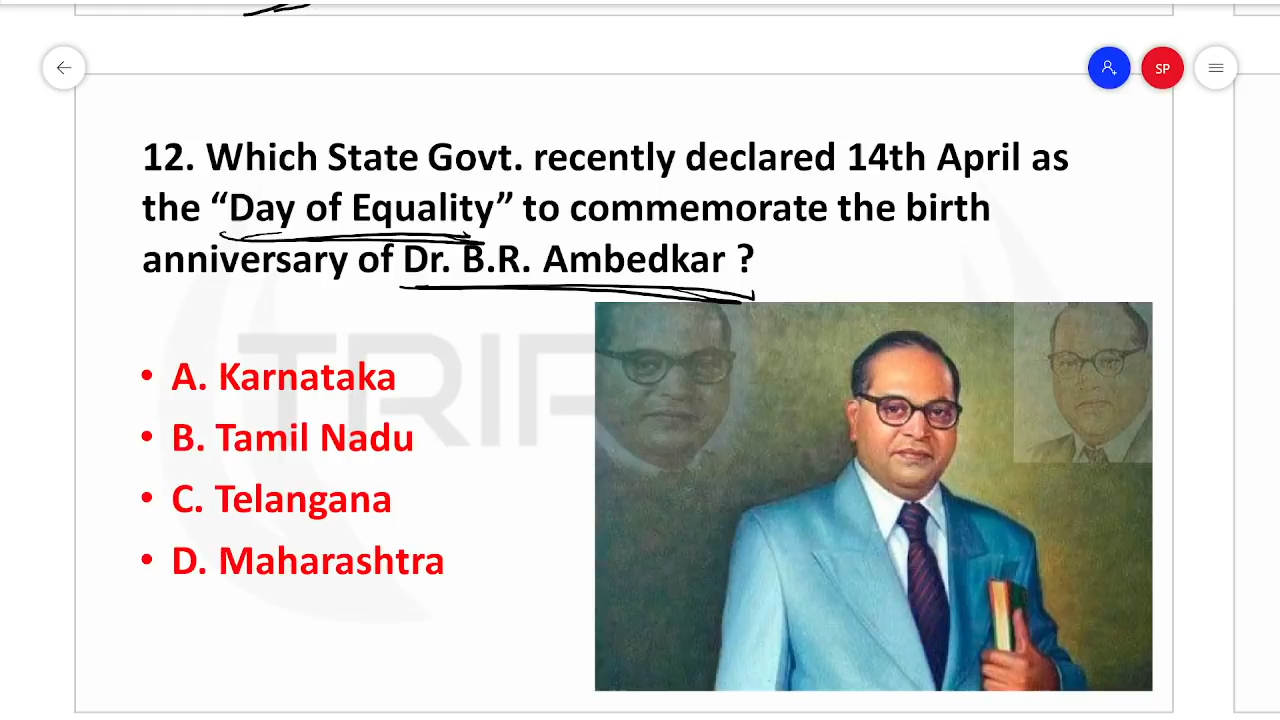 SP
12. Which State Govt. recently declared 14th April as
the “Day of Equality” to commemorate the birth
anniversary of Dr. B.R. Ambedkar ?
TRIF
• A. Karnataka
• B. Tamil Nadu
• C. Telangana
• D. Maharashtra